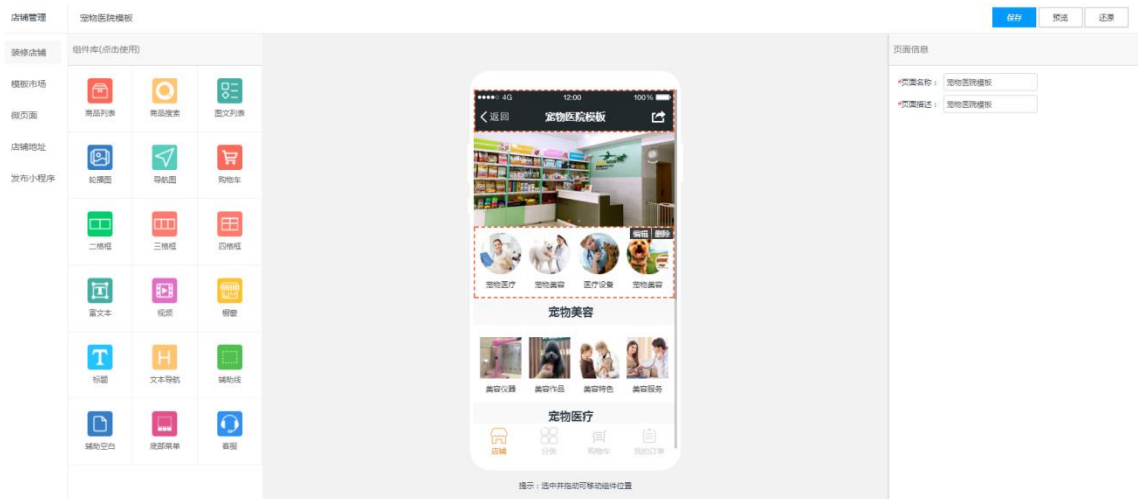 店铺管理
宠物医院模板
保存
预览
还原
装修店铺
模板市场
微页面
店铺地址
发布小程序
组件库(点击使用)
商品列表
商品搜索
图文列表
轮播图
导航图
购物车
二格框
三格框
四格框
富文本
视频
橱窗
标题
文本导航
辅助线
辅助空白
底部菜单
客服
4G
12:00
100%
返回
宠物医院模板
编辑
删除
宠物医疗
宠物美容
医疗设备
宠物美容
宠物美容
美容仪器
美容作品
美容特色
美容服务
宠物医疗
店铺
分类
购物车
我的订单
提示：选中并拖动可移动组件位置
页面信息
*页面名称：
宠物医院模板
*页面描述：
宠物医院模板